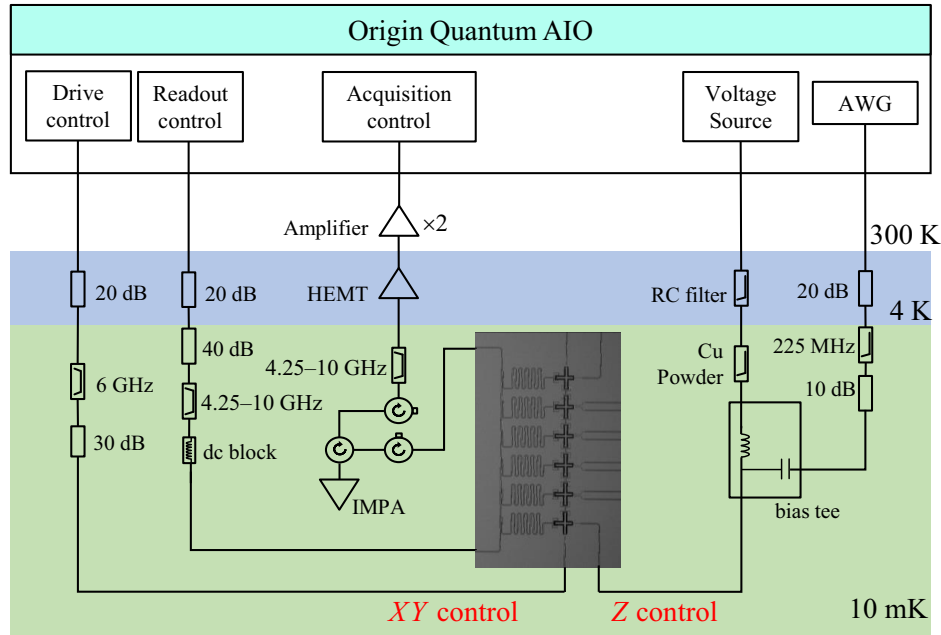 Origin Quantum AIO
Drive
control
Readout
control
Acquisition
control
Voltage
Source
AWG
Amplifier
×2
300 K
20 dB
20 dB
HEMT
RC filter
20 dB
4 K
40 dB
4.25–10 GHz
Cu
Powder
225 MHz
6 GHz
4.25–10 GHz
10 dB
30 dB
dc block
IMPA
bias tee
XY control
Z control
10 mK